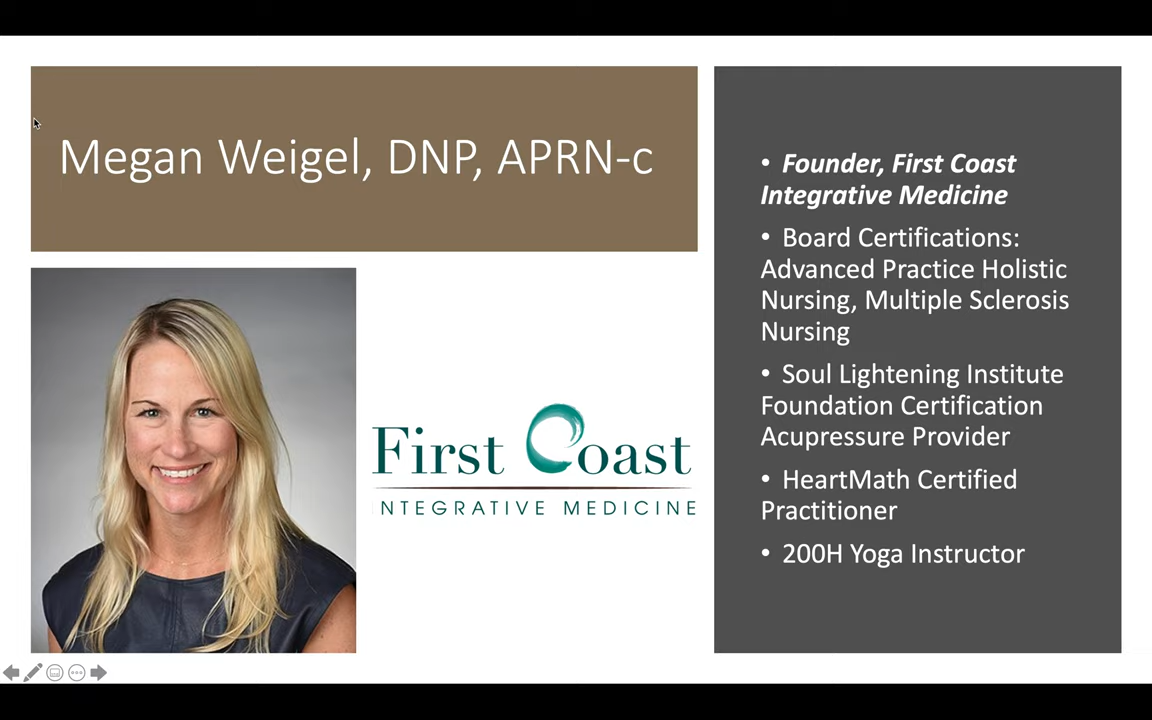 Megan Weigel, DNP, APRN-c
First Coast
INTEGRATIVE MEDICINE
• Founder, First Coast
Integrative Medicine
• Board Certifications:
Advanced Practice Holistic
Nursing, Multiple Sclerosis
Nursing
• Soul Lightening Institute
Foundation Certification
Acupressure Provider
• HeartMath Certified
Practitioner
• 200H Yoga Instructor